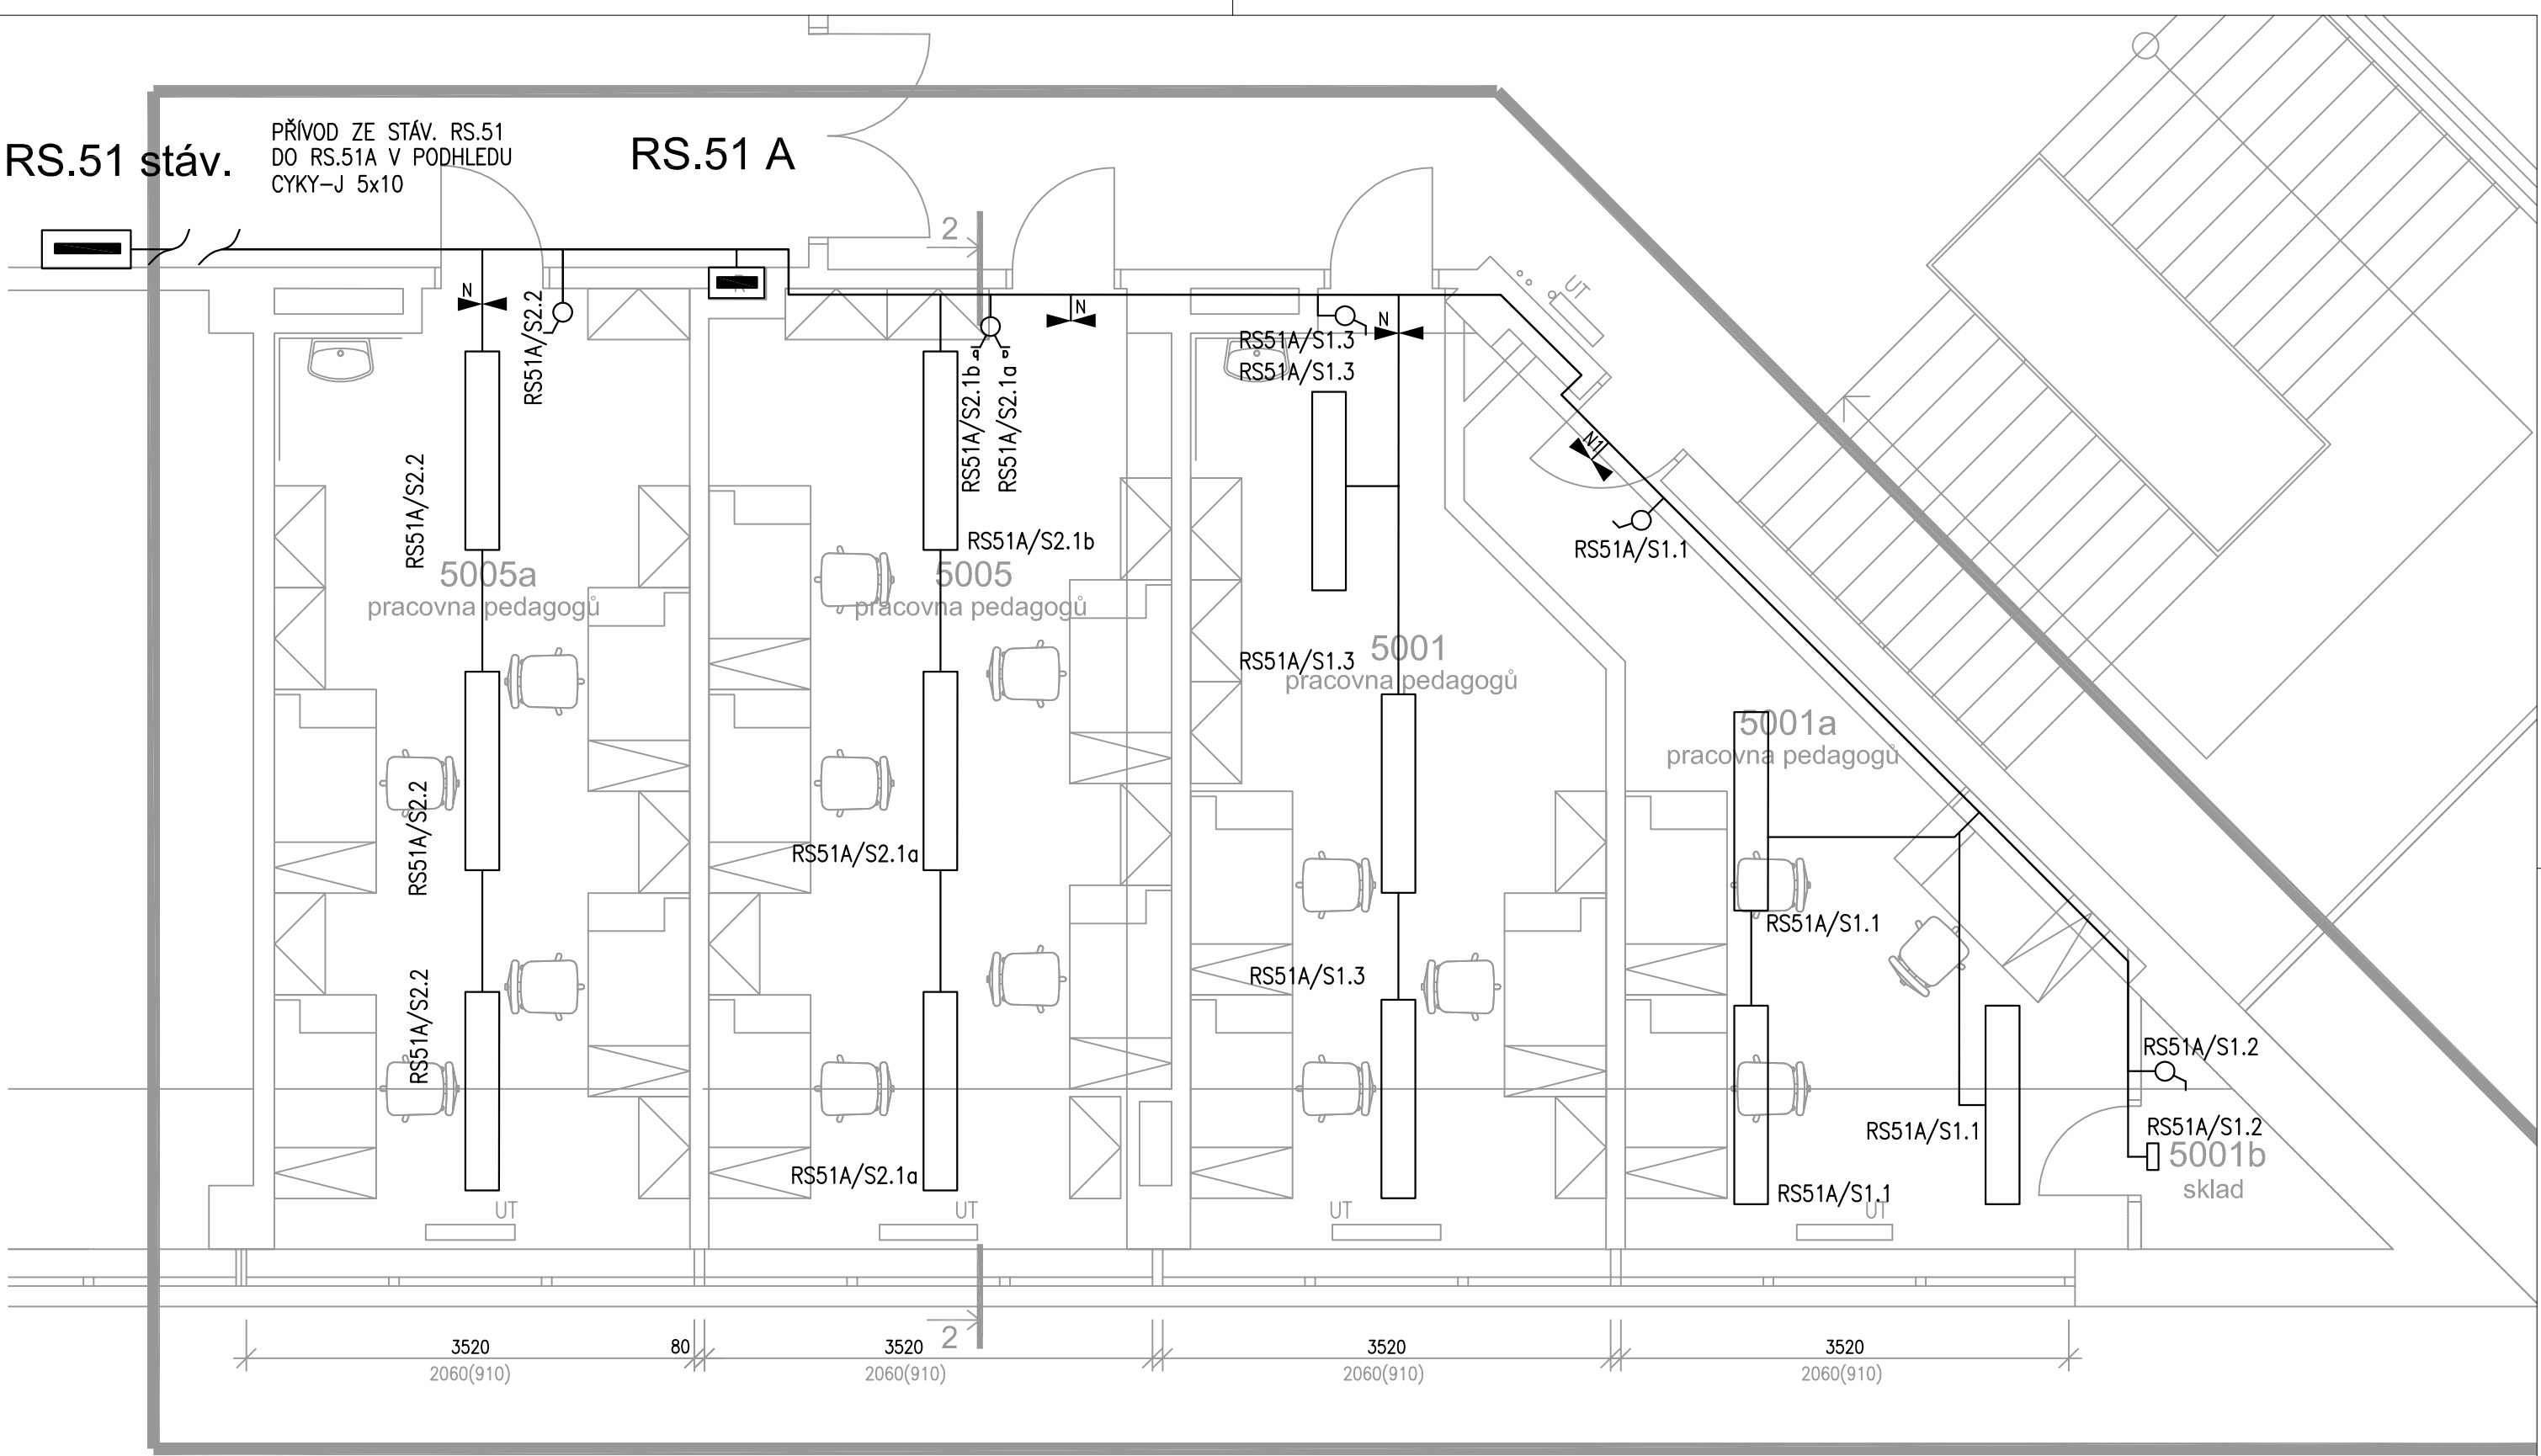 RS.51 stáv.
PŘÍVOD ZE STÁV. RS.51
DO RS.51A V PODHLEDU
CYKY-J 5x10
RS.51 A
2
UT
N
RS51A/S2.2
N
RS51A/S1.3
N
RS51A/S1.3
RS51A/S2.1b
RS51A/S2.1a
N1
RS51A/S2.2
RS51A/S2.1b
RS51A/S1.1
5005a
pracovna pedagogů
5005
pracovna pedagogů
RS51A/S1.3
5001
pracovna pedagogů
5001a
pracovna pedagogů
RS51A/S2.2
RS51A/S2.1a
RS51A/S1.1
RS51A/S2.2
RS51A/S1.3
RS51A/S1.2
RS51A/S1.1
RS51A/S1.2
5001b
sklad
RS51A/S2.1a
RS51A/S1.1
UT
UT
UT
UT
2
3520
80
3520
3520
3520
2060(910)
2060(910)
2060(910)
2060(910)